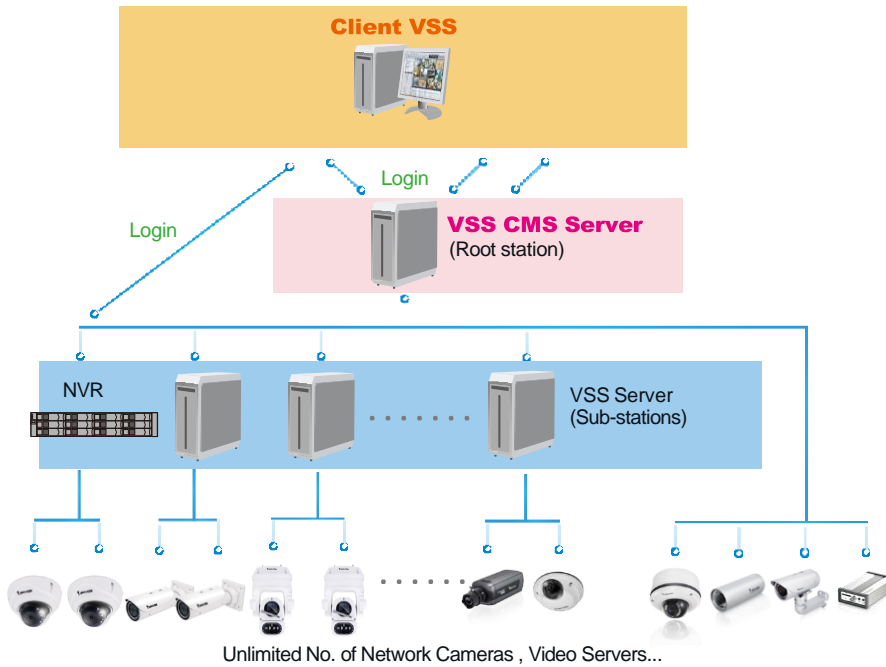 Client VSS
Login
Login
VSS CMS Server
(Root station)
NVR
VSS Server
(Sub-stations)
Unlimited No. of Network Cameras , Video Servers...